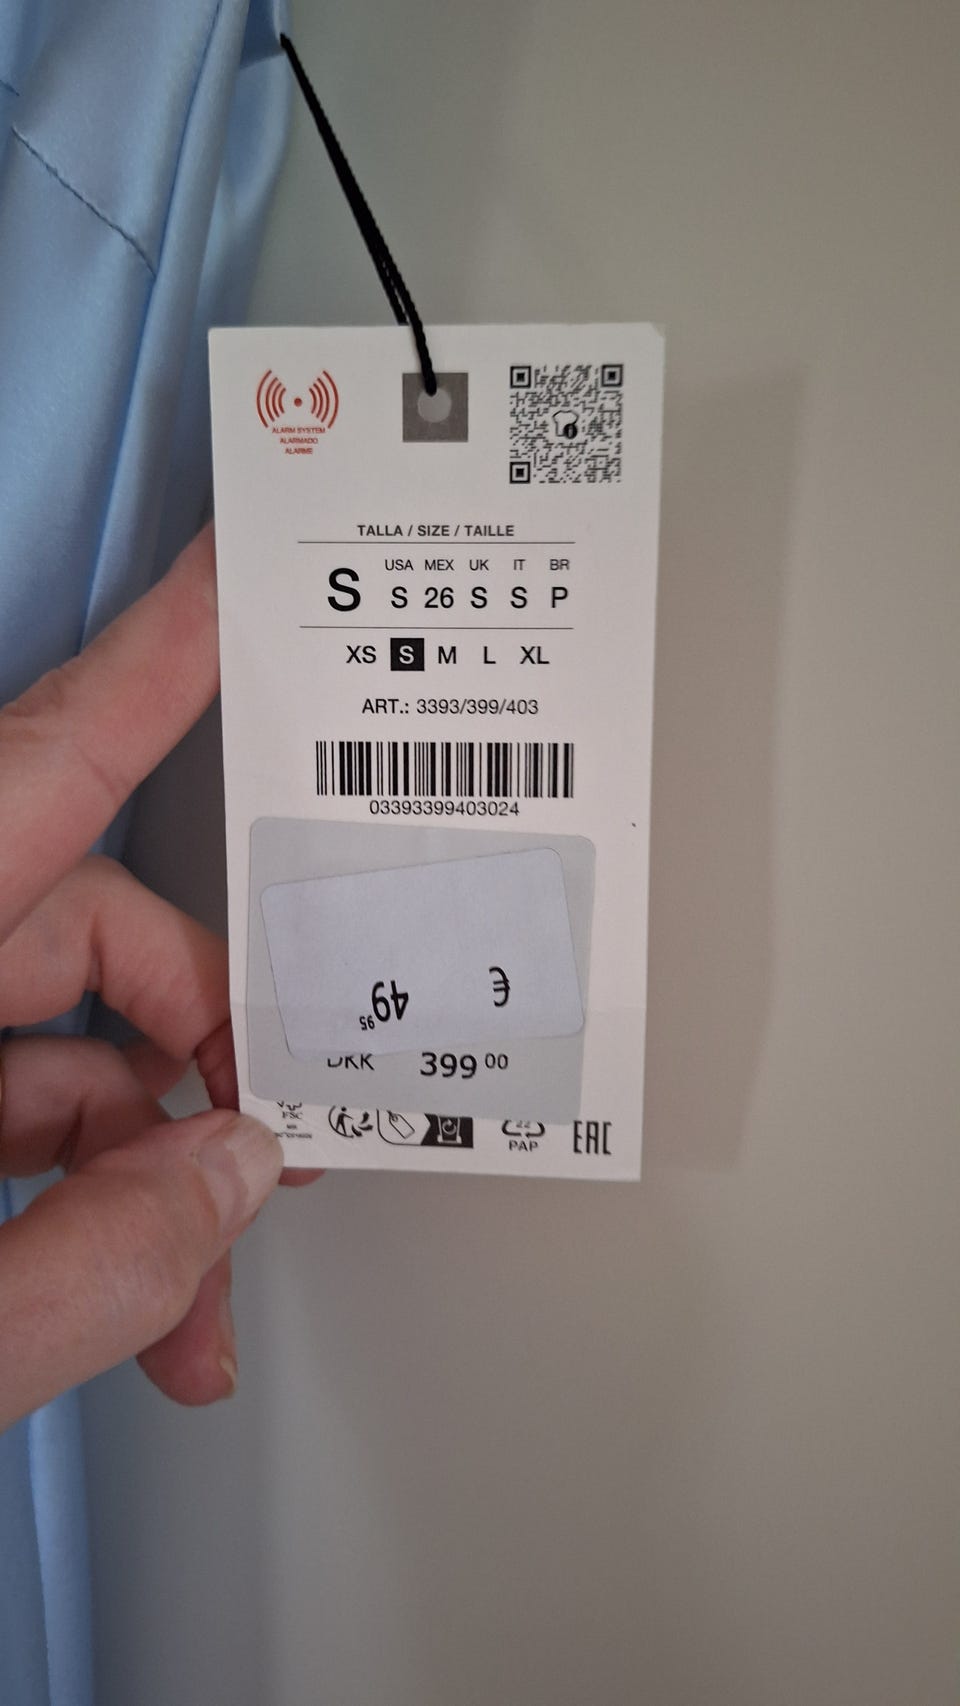 ALARM SYSTEM
ALARMADO
ALARME
TALLA / SIZE / TAILLE
USA MEX UK IT BR
S S 26 S S P
XS S M L XL
ART.: 3393/399/403
03393399403024
€ 49 95
DKK 399 00
FSC
PAP
EAC